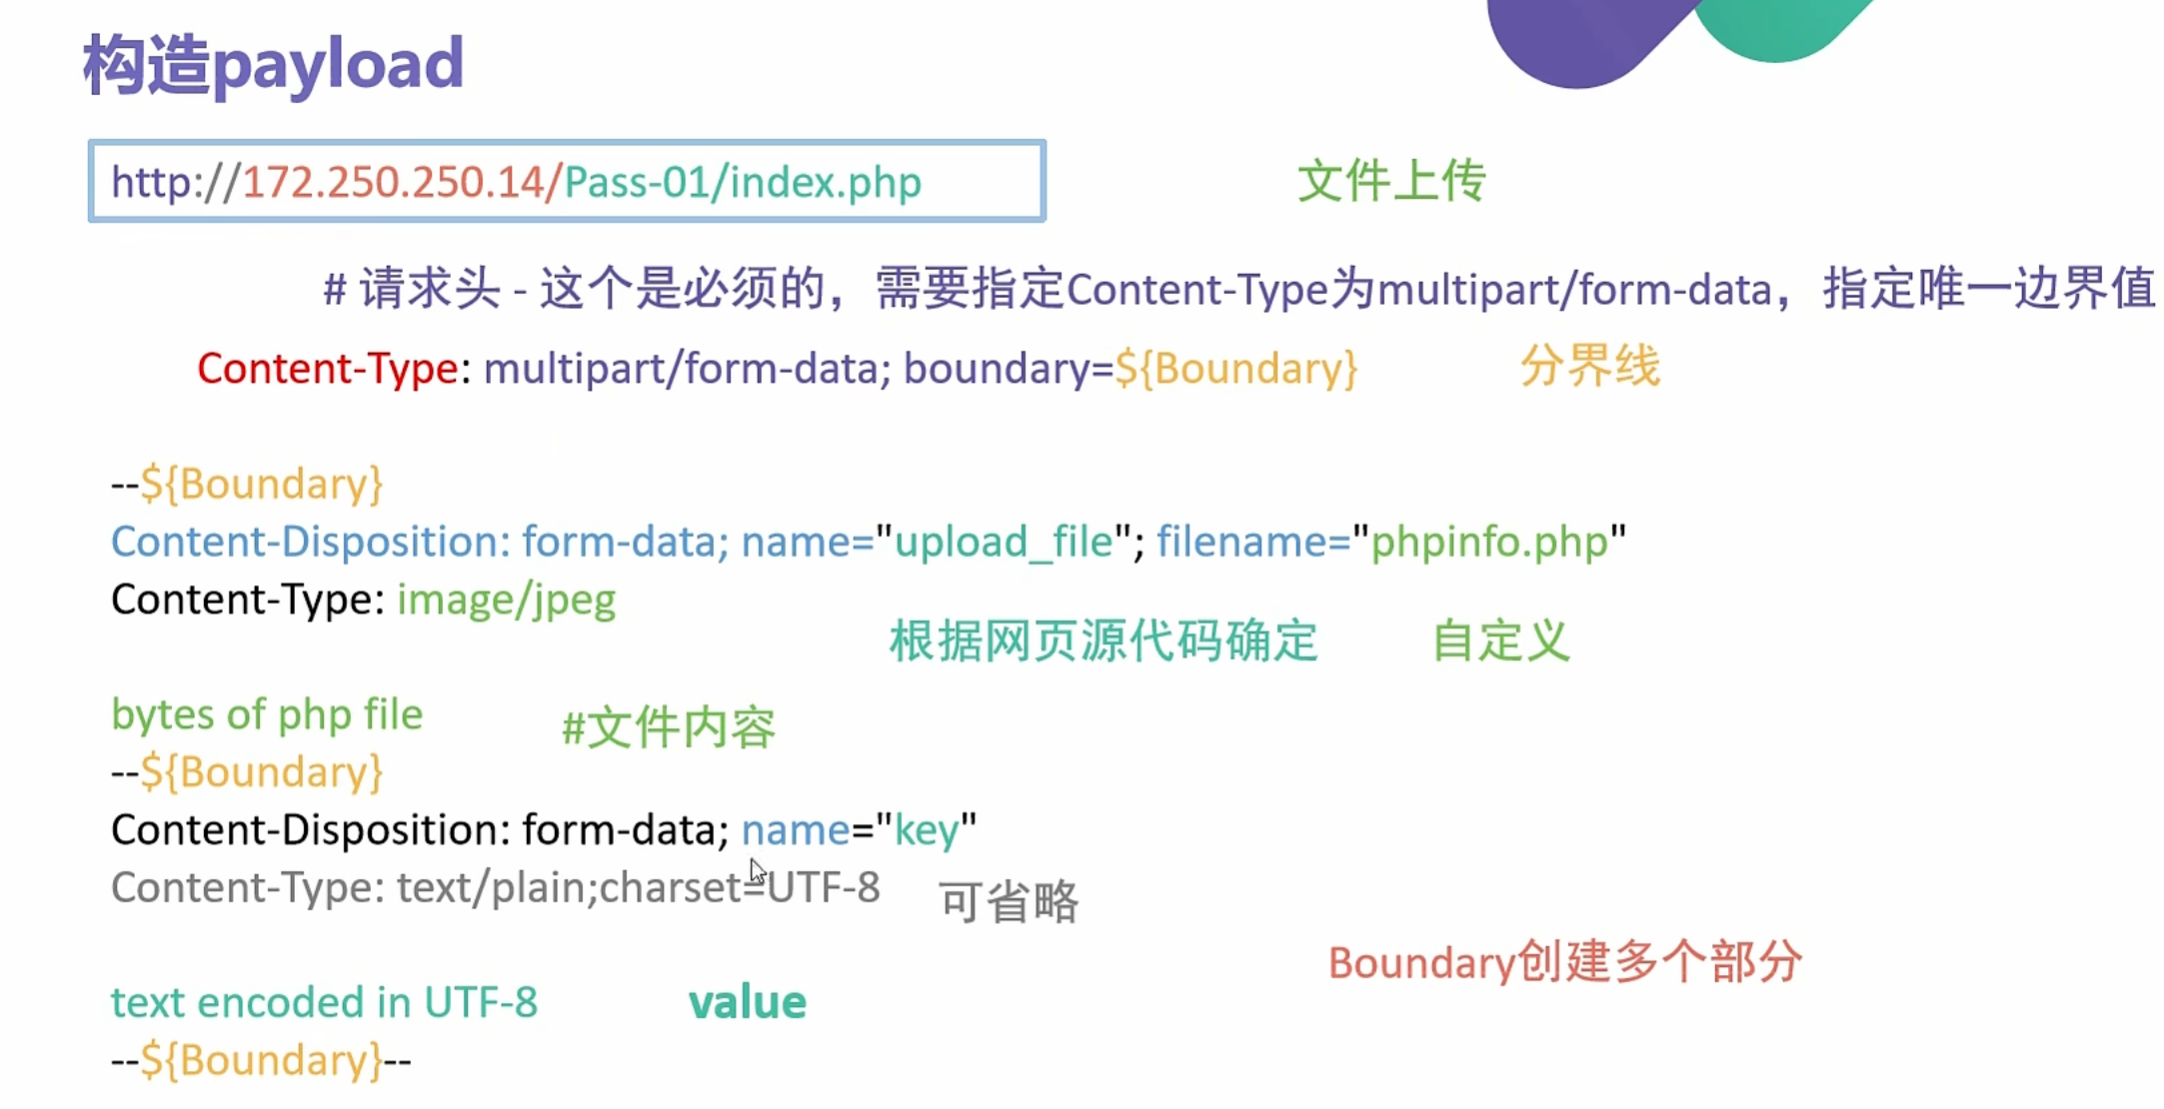 构造payload
http://172.250.250.14/Pass-01/index.php
文件上传
# 请求头 - 这个是必须的，需要指定Content-Type为multipart/form-data，指定唯一边界值
Content-Type: multipart/form-data; boundary=${Boundary}
分界线
--${Boundary}
Content-Disposition: form-data; name="upload_file"; filename="phpinfo.php"
Content-Type: image/jpeg
根据网页源代码确定
自定义
bytes of php file
#文件内容
--${Boundary}
Content-Disposition: form-data; name="key"
Content-Type: text/plain;charset=UTF-8
可省略
Boundary创建多个部分
text encoded in UTF-8
value
--${Boundary}--